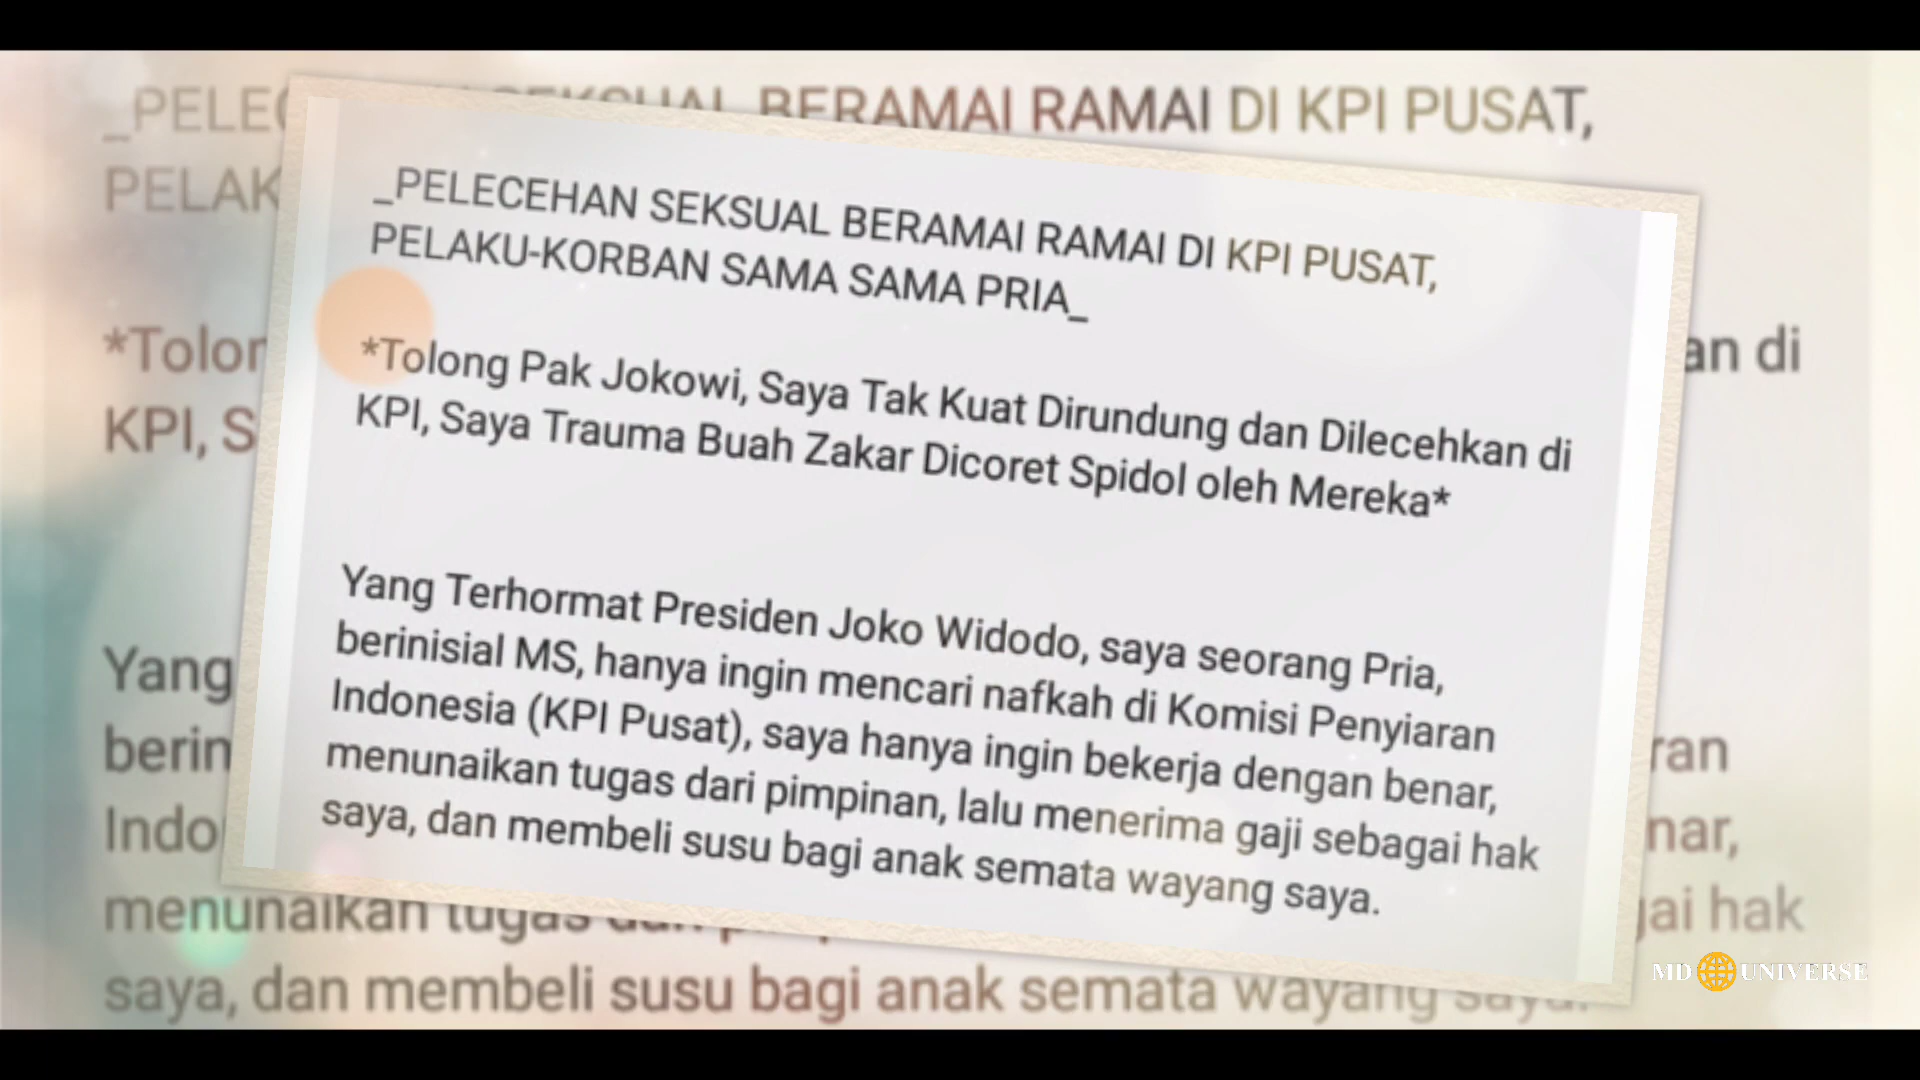 _PELECEHAN SEKSUAL BERAMAI RAMAI DI KPI PUSAT,
PELAKU-KORBAN SAMA SAMA PRIA_
*Tolong Pak Jokowi, Saya Tak Kuat Dirundung dan Dilecehkan di
KPI, Saya Trauma Buah Zakar Dicoret Spidol oleh Mereka*
Yang Terhormat Presiden Joko Widodo, saya seorang Pria,
berinisial MS, hanya ingin mencari nafkah di Komisi Penyiaran
Indonesia (KPI Pusat), saya hanya ingin bekerja dengan benar,
menunaikan tugas dari pimpinan, lalu menerima gaji sebagai hak
saya, dan membeli susu bagi anak semata wayang saya.
MD UNIVERSE